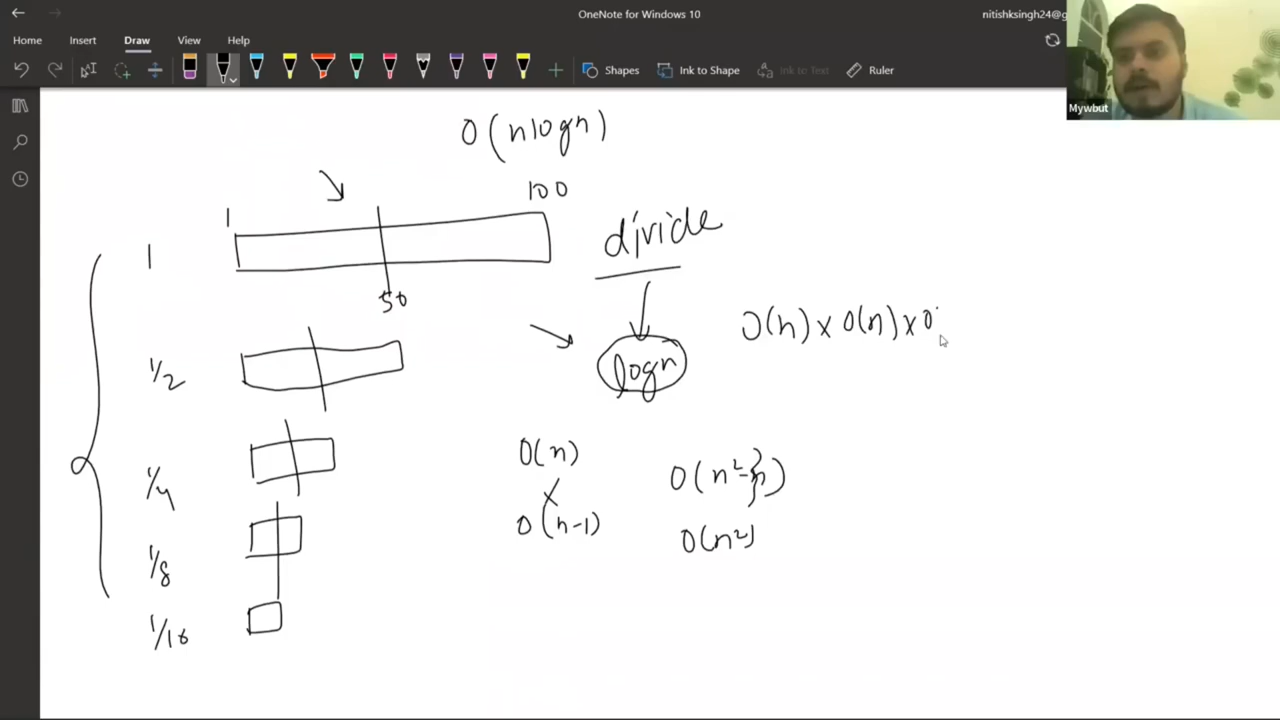 OneNote for Windows 10
nitishksingh24@g
Home Insert Draw View Help
Shapes Ink to Shape Ink to Text Ruler
Mywbut
O(nlogn)
1 100
1
50
divide
1/2
logn
O(n) x O(n) x O
1/4
O(n)
x
O(n-1)
O(n²-n)
O(n²)
1/8
1/16